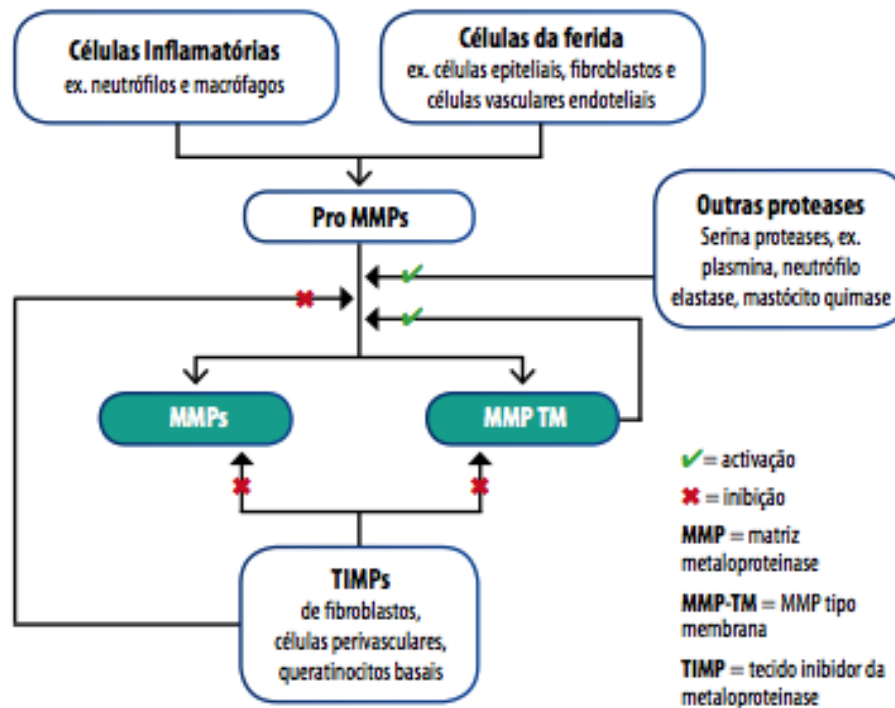 Células Inflamatórias
ex. neutrófilos e macrófagos
Células da ferida
ex. células epiteliais, fibroblastos e
células vasculares endoteliais
Pro MMPs
Outras proteases
Serina proteases, ex.
plasmina, neutrófilo
elastase, mastócito quimase
MMPs
MMP TM
TIMPs
de fibroblastos,
células perivasculares,
queratinocitos basais
✔= activação
✖ = inibição
MMP = matriz
metaloproteinase
MMP-TM = MMP tipo
membrana
TIMP = tecido inibidor da
metaloproteinase